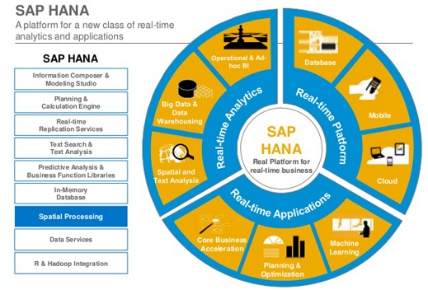 SAP HANA
A platform for a new class of real-time
analytics and applications
SAP HANA
Information Composer &
Modeling Studio
Planning &
Calculation Engine
Real-time
Replication Services
Text Search &
Text Analysis
Predictive Analysis &
Business Function Libraries
In-Memory
Database
Spatial Processing
Data Services
R & Hadoop Integration
Real-time Analytics
Operational & Ad-
hoc BI
Big Data &
Data
Warehousing
Spatial and
Text Analysis
Real-time Platform
Database
Mobile
Cloud
SAP
HANA
Real Platform for
real-time business
Real-time Applications
Core Business
Acceleration
Planning &
Optimization
Machine
Learning